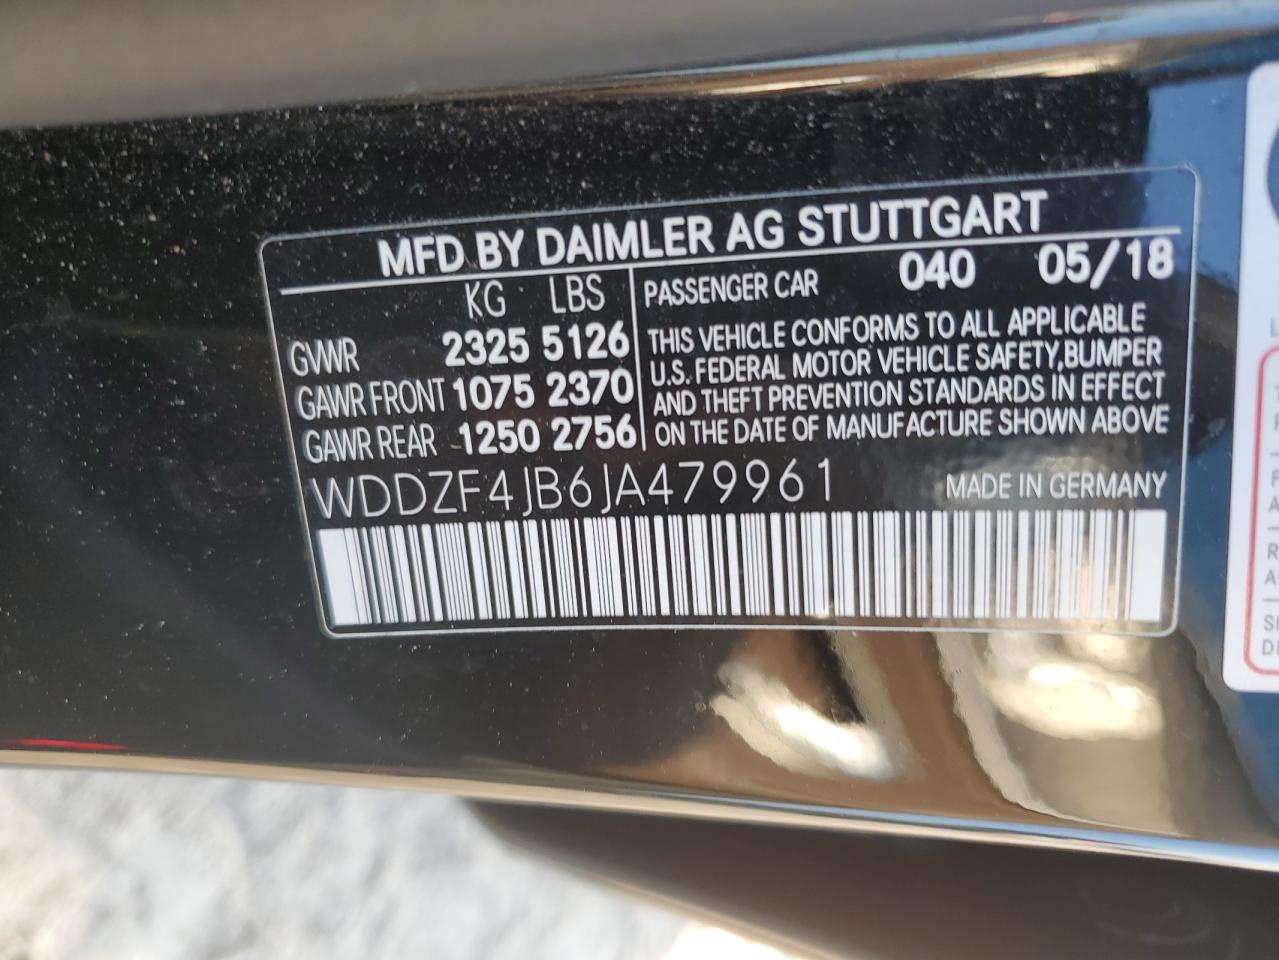 MFD BY DAIMLER AG STUTTGART
KG LBS
GVWR 2325 5126
GAWR FRONT 1075 2370
GAWR REAR 1250 2756
PASSENGER CAR 040 05/18
THIS VEHICLE CONFORMS TO ALL APPLICABLE
U.S. FEDERAL MOTOR VEHICLE SAFETY, BUMPER
AND THEFT PREVENTION STANDARDS IN EFFECT
ON THE DATE OF MANUFACTURE SHOWN ABOVE
WDDZF4JB6JA479961 MADE IN GERMANY